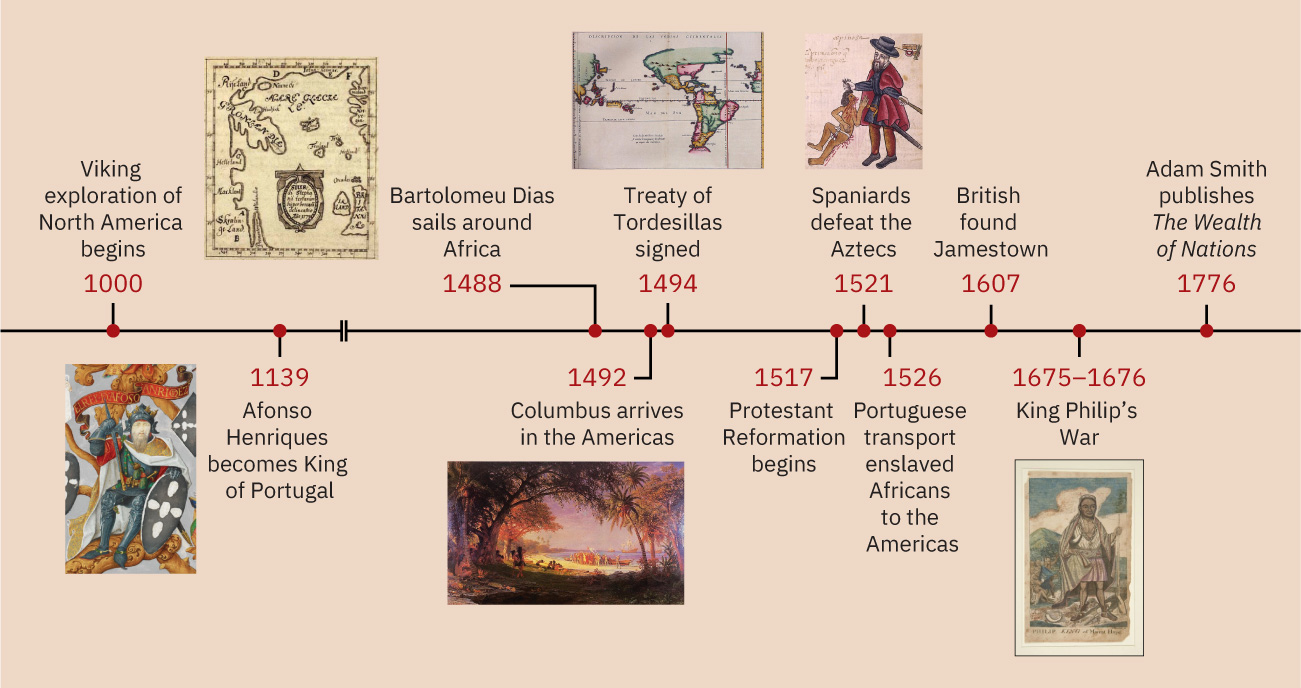 Viking
exploration of
North America
begins
1000
Bartolomeu Dias
sails around
Africa
1488
Treaty of
Tordesillas
signed
1494
Spaniards
defeat the
Aztecs
1521
British
found
Jamestown
1607
Adam Smith
publishes
The Wealth
of Nations
1776
1139
Afonso
Henriques
becomes King
of Portugal
1492
Columbus arrives
in the Americas
1517
Protestant
Reformation
begins
1526
Portuguese
transport
enslaved
Africans
to the
Americas
1675–1676
King Philip’s
War